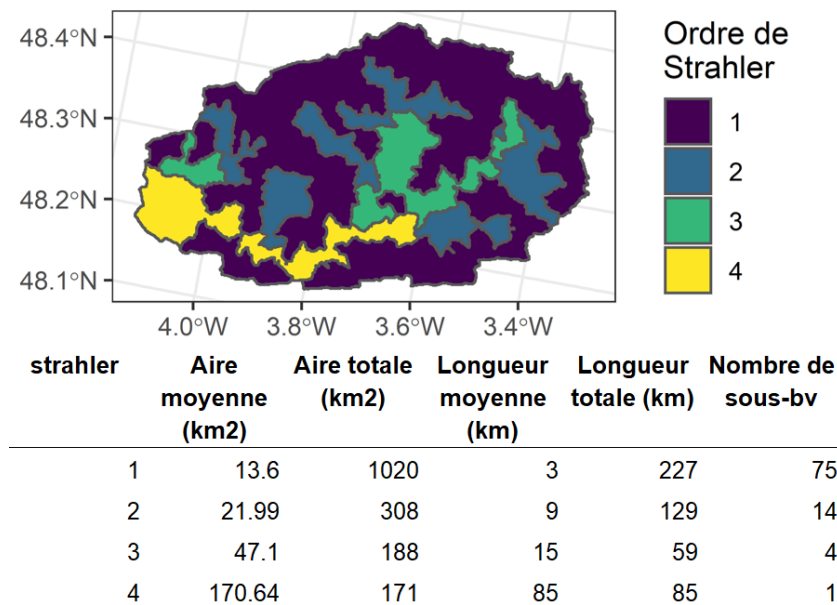 48.4°N
48.3°N
48.2°N
48.1°N
4.0°W 3.8°W 3.6°W 3.4°W
Ordre de
Strahler
1
2
3
4
strahler Aire Aire totale Longueur Longueur Nombre de
moyenne (km2) moyenne totale (km) sous-bv
(km2) (km)
1 13.6 1020 3 227 75
2 21.99 308 9 129 14
3 47.1 188 15 59 4
4 170.64 171 85 85 1